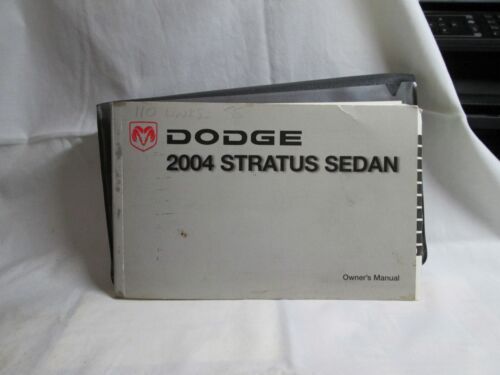 DODGE
2004 STRATUS SEDAN
Owner's Manual